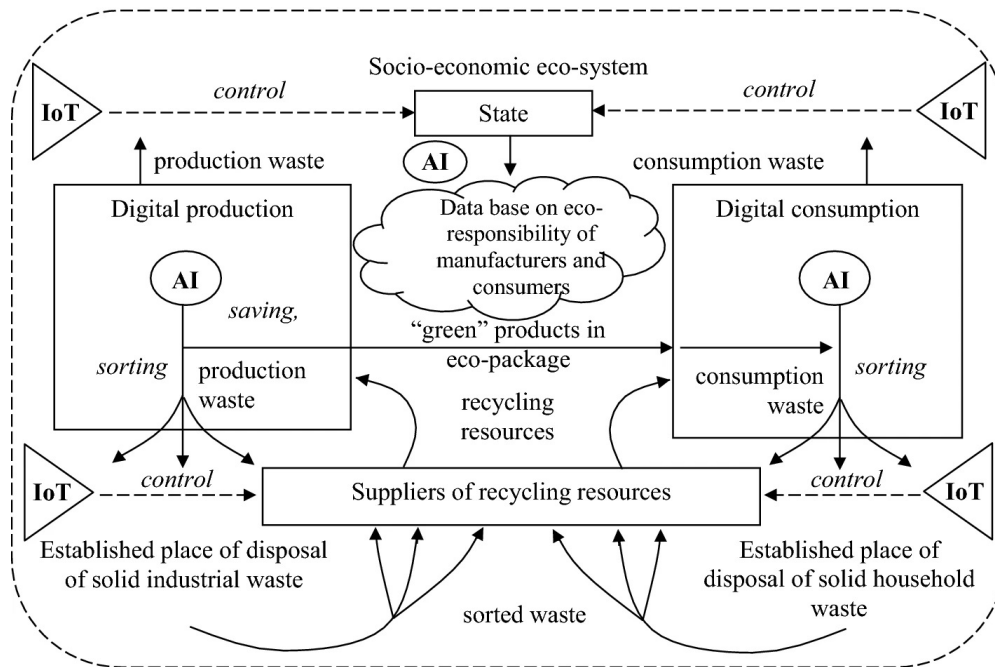 Socio-economic eco-system
IoT
control
State
control
IoT
production waste
AI
consumption waste
Digital production
Data base on eco-
responsibility of
manufacturers and
consumers
Digital consumption
AI
AI
saving,
“green” products in
eco-package
sorting
production
waste
consumption
waste
sorting
recycling
resources
IoT
control
Suppliers of recycling resources
control
IoT
Established place of disposal
of solid industrial waste
Established place of
disposal of solid household
waste
sorted waste